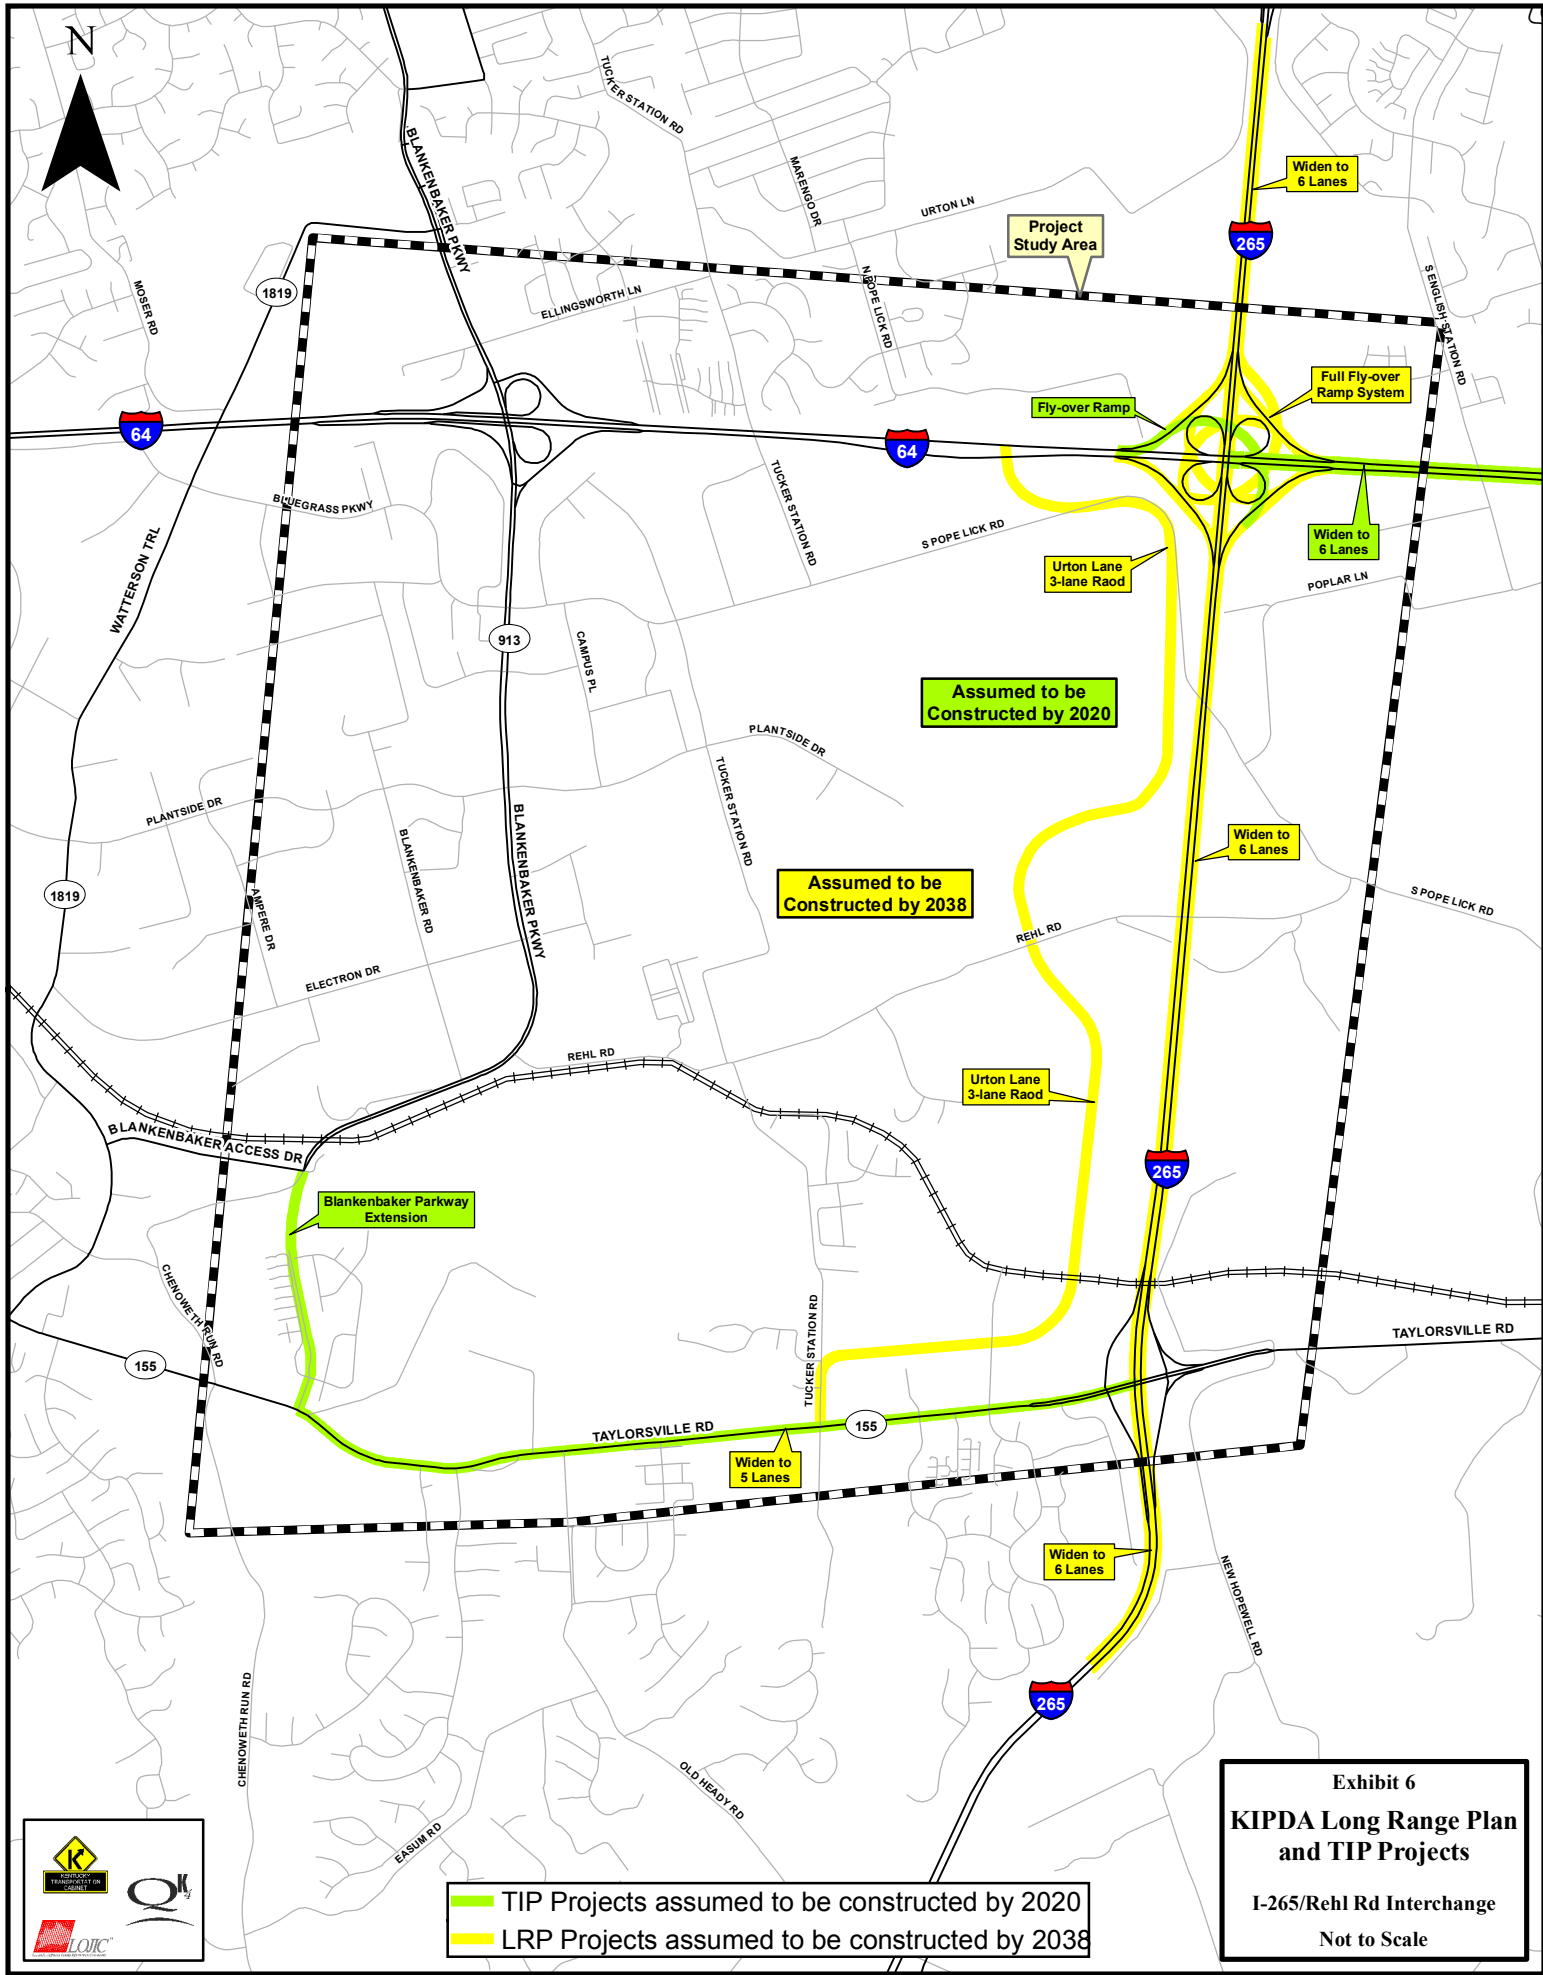 N
TUCKER STATION RD
BLANKENBAKER PKWY
MARENGO DR
URTON LN
Widen to
6 Lanes
Project
Study Area
265
1819
MOSER RD
ELLINGSWORTH LN
N POPE LICK RD
S ENGLISH STATION RD
Full Fly-over
Ramp System
Fly-over Ramp
64
64
BLUEGRASS PKWY
TUCKER STATION RD
S POPE LICK RD
Widen to
6 Lanes
Urton Lane
3-lane Raod
POPLAR LN
WATTERSON TRL
913
CAMPUS PL
Assumed to be
Constructed by 2020
PLANTSIDE DR
TUCKER STATION RD
PLANTSIDE DR
BLANKENBAKER RD
BLANKENBAKER PKWY
Widen to
6 Lanes
Assumed to be
Constructed by 2038
1819
AMPERE DR
S POPE LICK RD
REHL RD
ELECTRON DR
REHL RD
Urton Lane
3-lane Raod
BLANKENBAKER ACCESS DR
265
Blankenbaker Parkway
Extension
CHENOWETH RUN RD
TUCKER STATION RD
TAYLORSVILLE RD
155
TAYLORSVILLE RD
155
Widen to
5 Lanes
Widen to
6 Lanes
NEW HOPEWELL RD
CHENOWETH RUN RD
265
OLD HEADY RD
EASUM RD
Exhibit 6
KIPDA Long Range Plan
and TIP Projects
I-265/Rehl Rd Interchange
Not to Scale
K
KENTUCKY
TRANSPORTATION
CABINET
QK4
LOJIC
TIP Projects assumed to be constructed by 2020
LRP Projects assumed to be constructed by 2038